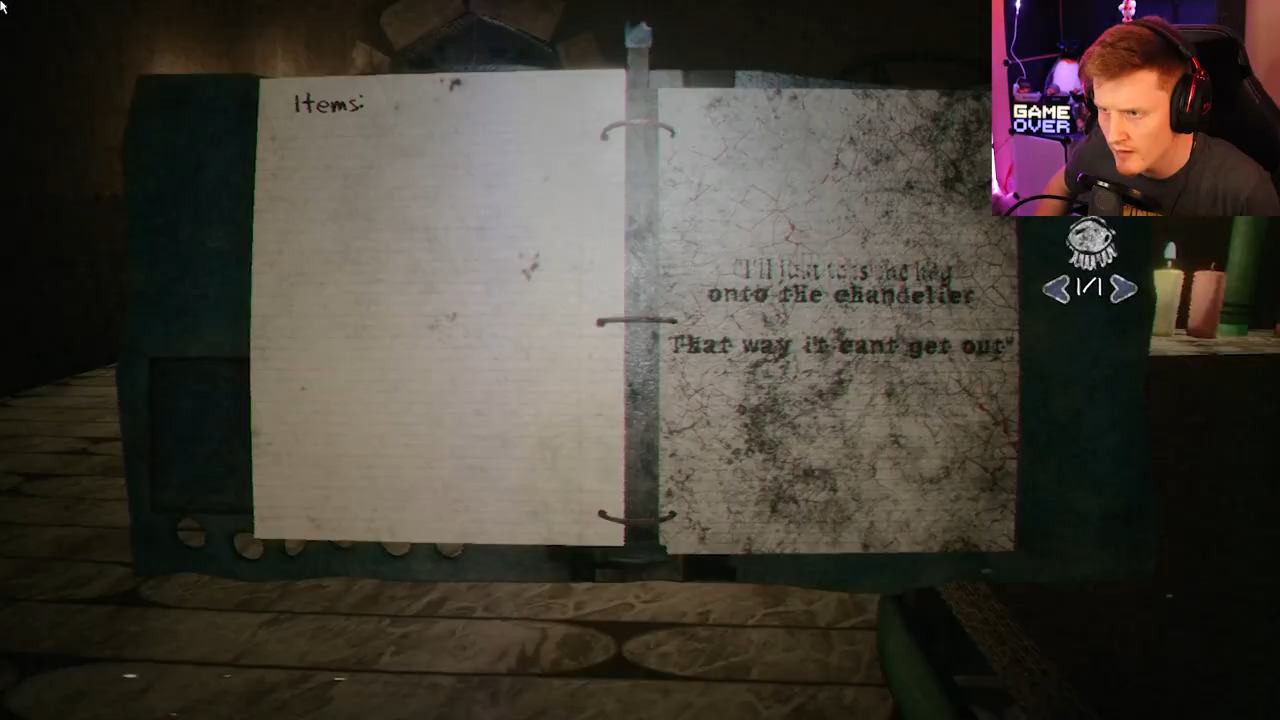 Items:
"I'll just toss the key
onto the chandelier
That way it cant get out"
1/1
GAME
OVER